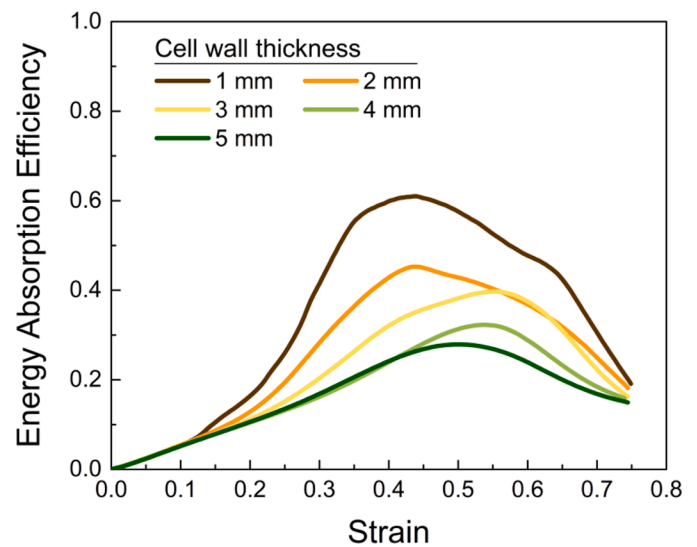 Energy Absorption Efficiency
1.0
0.8
0.6
0.4
0.2
0.0
Cell wall thickness
1 mm 2 mm
3 mm 4 mm
5 mm
0.0 0.1 0.2 0.3 0.4 0.5 0.6 0.7 0.8
Strain